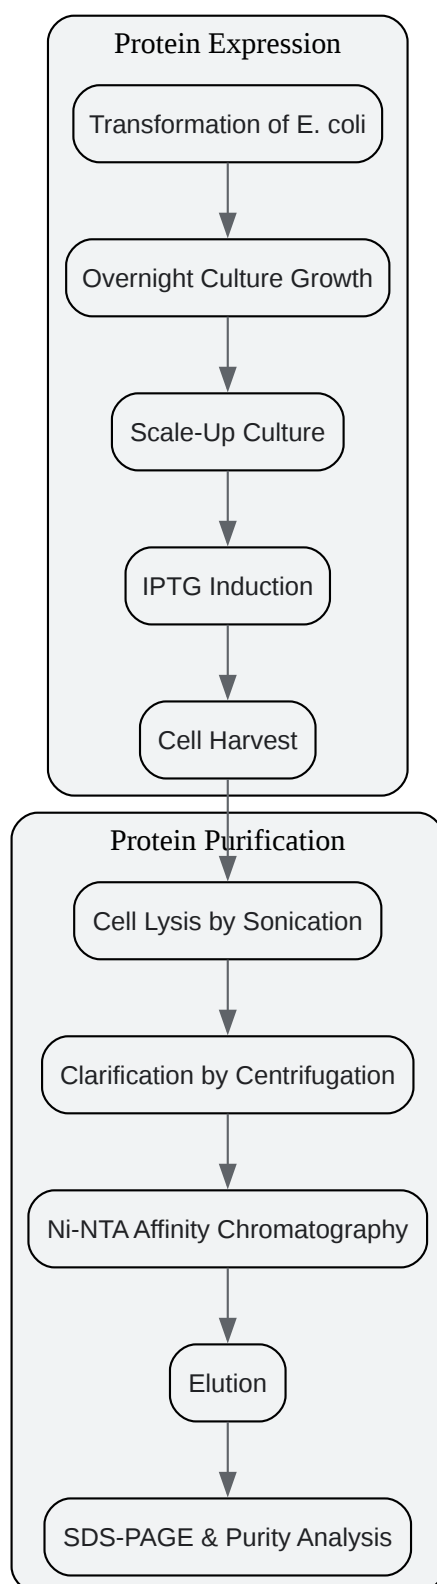 Protein Expression
Transformation of E. coli
Overnight Culture Growth
Scale-Up Culture
IPTG Induction
Cell Harvest
Protein Purification
Cell Lysis by Sonication
Clarification by Centrifugation
Ni-NTA Affinity Chromatography
Elution
SDS-PAGE & Purity Analysis